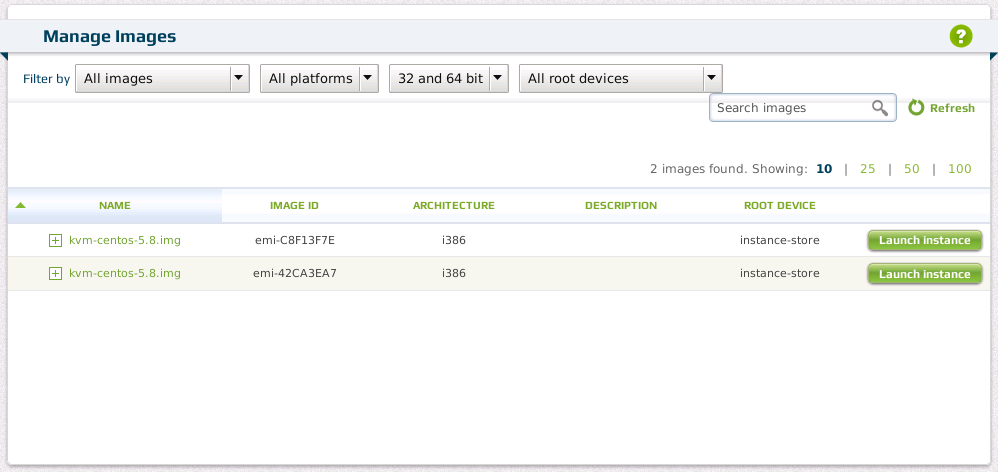 Manage Images
?
Filter by All images All platforms 32 and 64 bit All root devices
Search images Refresh
2 images found. Showing: 10 | 25 | 50 | 100
NAME IMAGE ID ARCHITECTURE DESCRIPTION ROOT DEVICE
kvm-centos-5.8.img emi-C8F13F7E i386 instance-store Launch instance
kvm-centos-5.8.img emi-42CA3EA7 i386 instance-store Launch instance